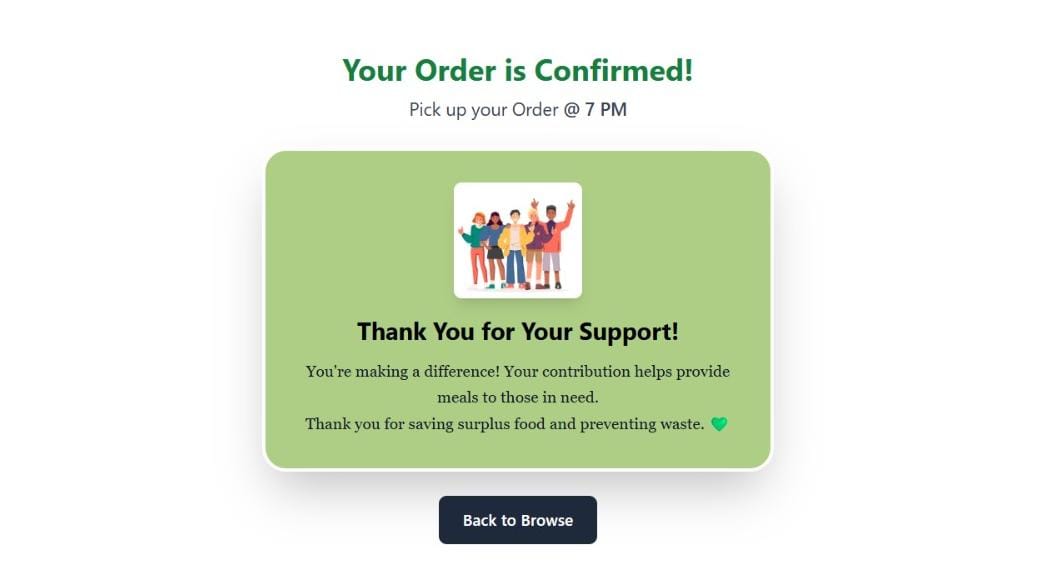 Your Order is Confirmed!
Pick up your Order @ 7 PM
Thank You for Your Support!
You're making a difference! Your contribution helps provide
meals to those in need.
Thank you for saving surplus food and preventing waste. 💚
Back to Browse